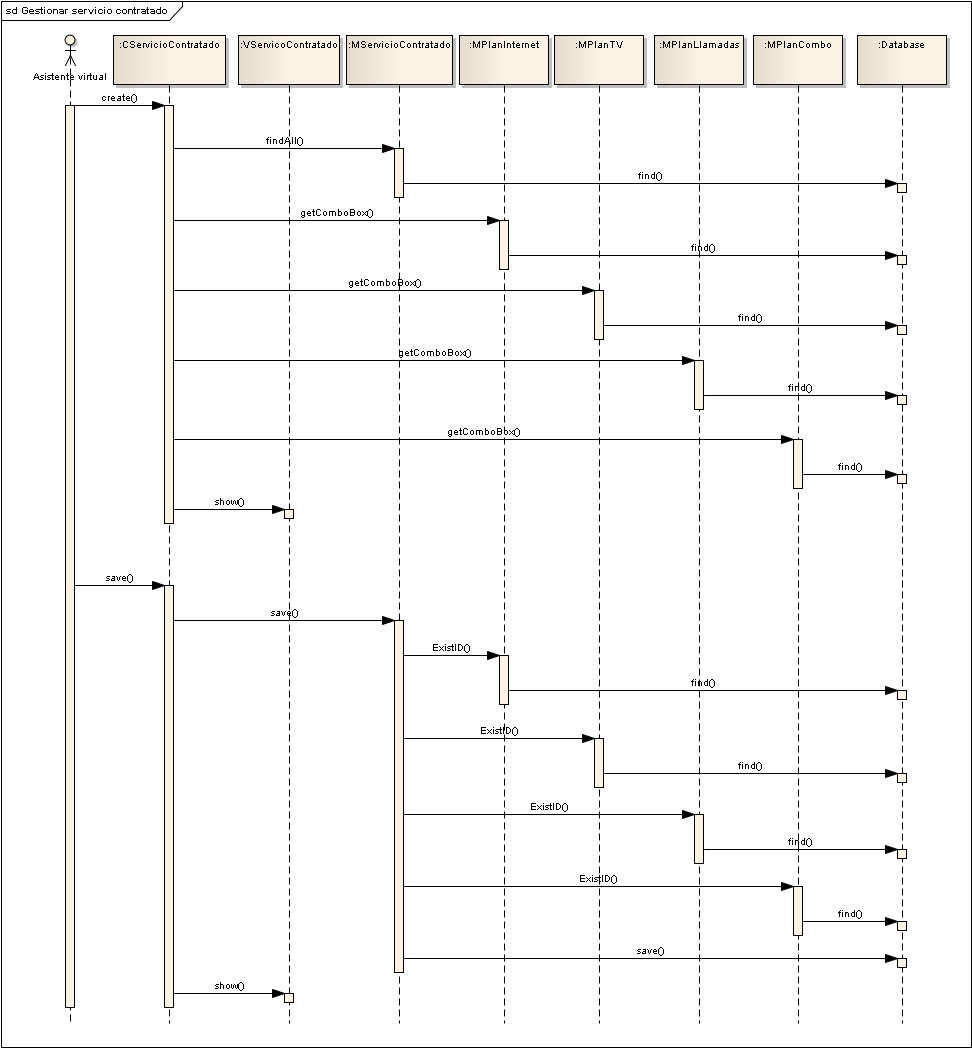 sd Gestionar servicio contratado
:CServicioContratado
:VServicoContratado
:MServicioContratado
:MPlanInternet
:MPlanTV
:MPlanLlamadas
:MPlanCombo
:Database
Asistente virtual
create()
findAll()
find()
getComboBox()
find()
getComboBox()
find()
getComboBox()
find()
getComboBox()
find()
show()
save()
save()
ExistID()
find()
ExistID()
find()
ExistID()
find()
ExistID()
find()
save()
show()